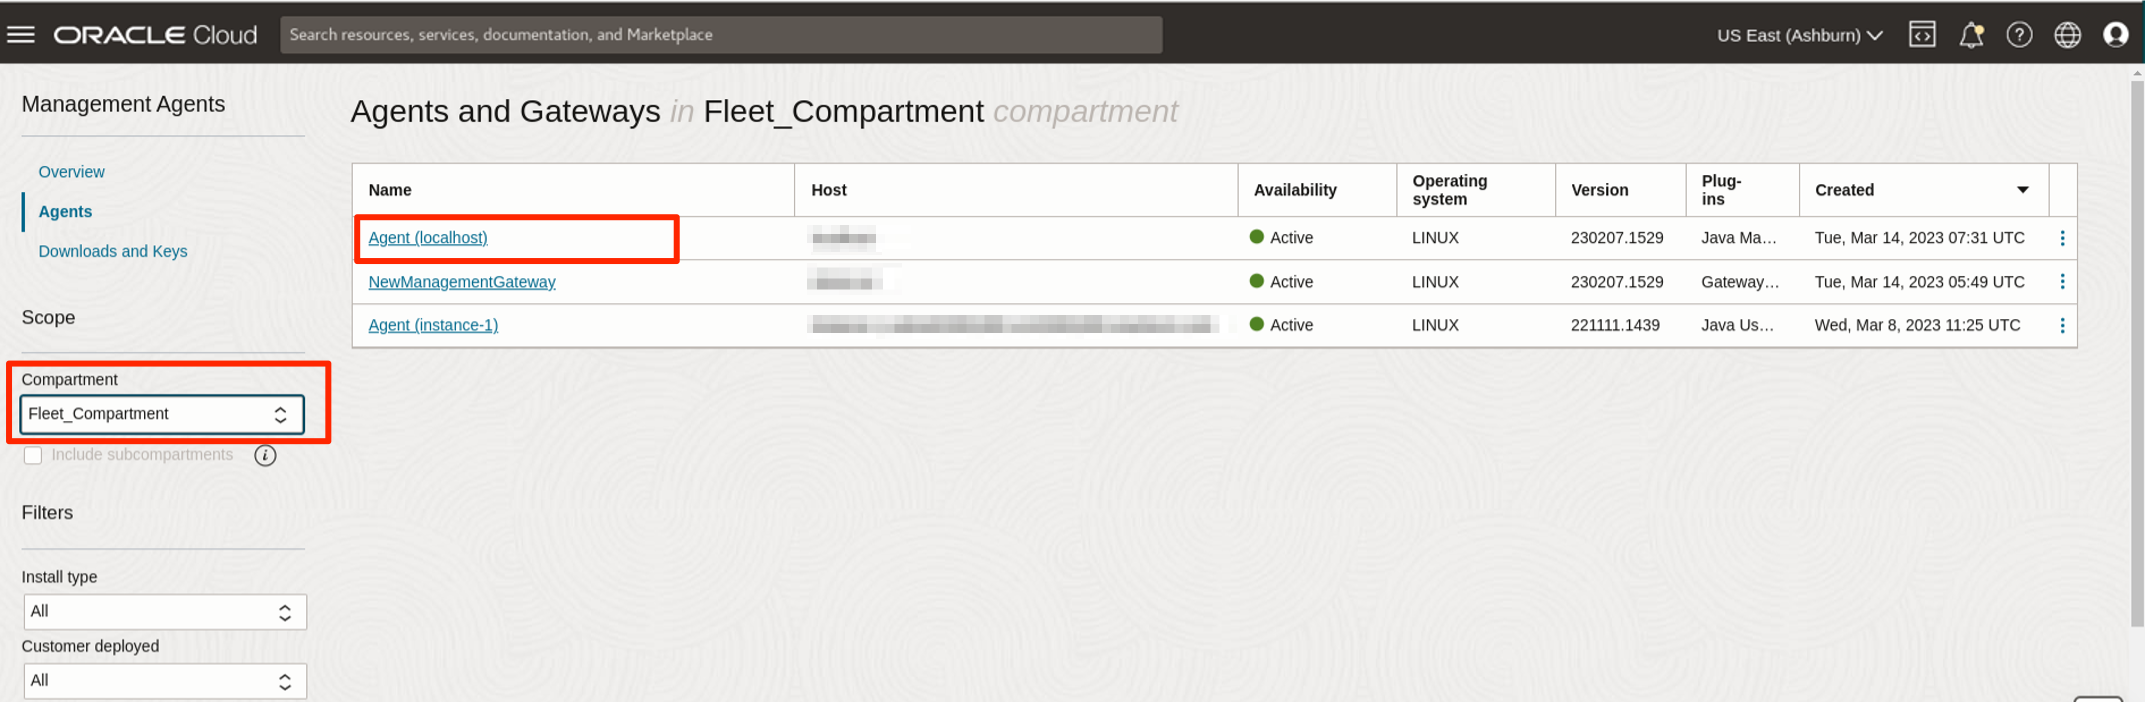 ORACLE Cloud
Search resources, services, documentation, and Marketplace
US East (Ashburn)
Management Agents
Overview
Agents
Downloads and Keys
Scope
Compartment
Fleet_Compartment
Include subcompartments
Filters
Install type
All
Customer deployed
All
Agents and Gateways in Fleet_Compartment compartment
Name Host Availability Operating system Version Plug-ins Created
Agent (localhost) Active LINUX 230207.1529 Java Ma... Tue, Mar 14, 2023 07:31 UTC
NewManagementGateway Active LINUX 230207.1529 Gateway... Tue, Mar 14, 2023 05:49 UTC
Agent (instance-1) Active LINUX 221111.1439 Java Us... Wed, Mar 8, 2023 11:25 UTC